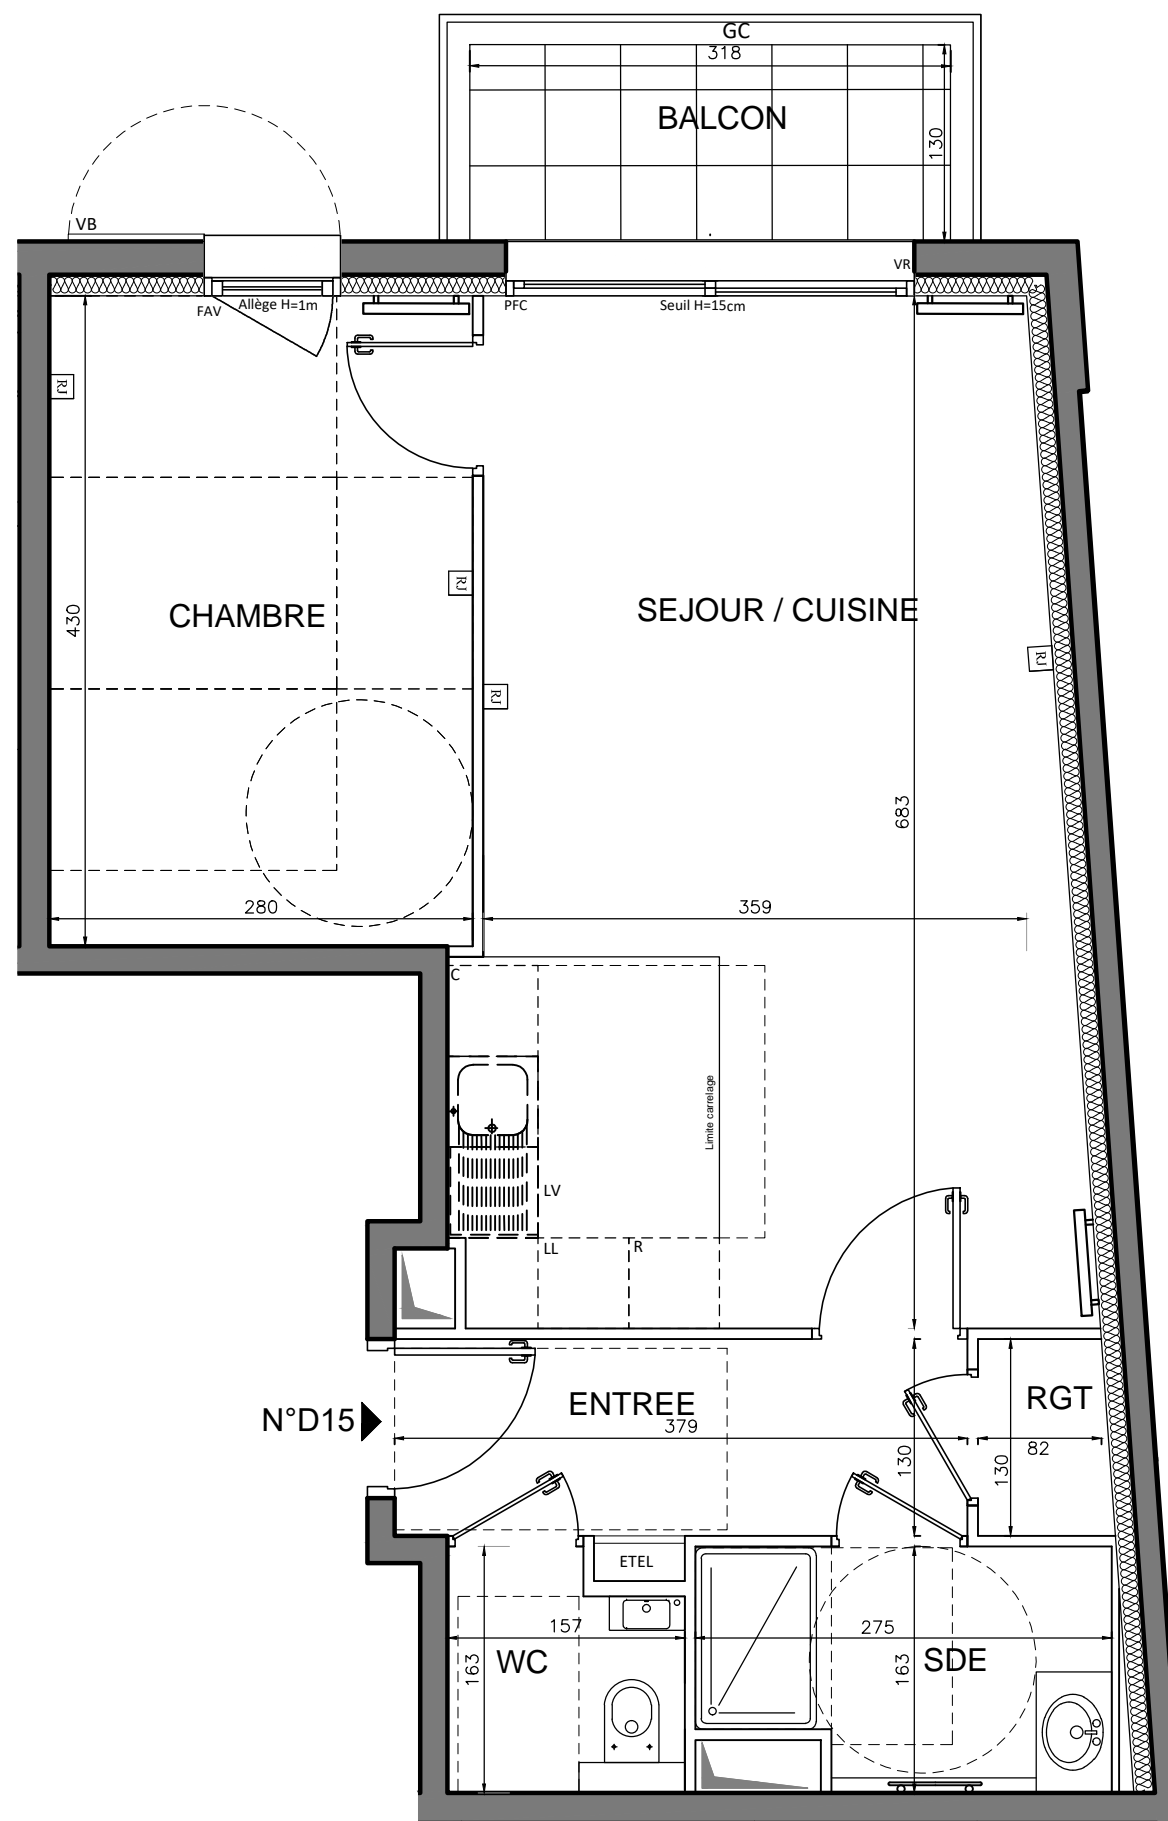 GC
318
BALCON
130
VB
VR
FAV
Allège H=1m
PFC
Seuil H=15cm
RJ
RJ
430
CHAMBRE
SEJOUR / CUISINE
RJ
RJ
683
280
359
C
Limite carrelage
LV
LL
R
N°D15
ENTREE
379
130
RGT
82
130
ETEL
157
WC
163
275
SDE
163